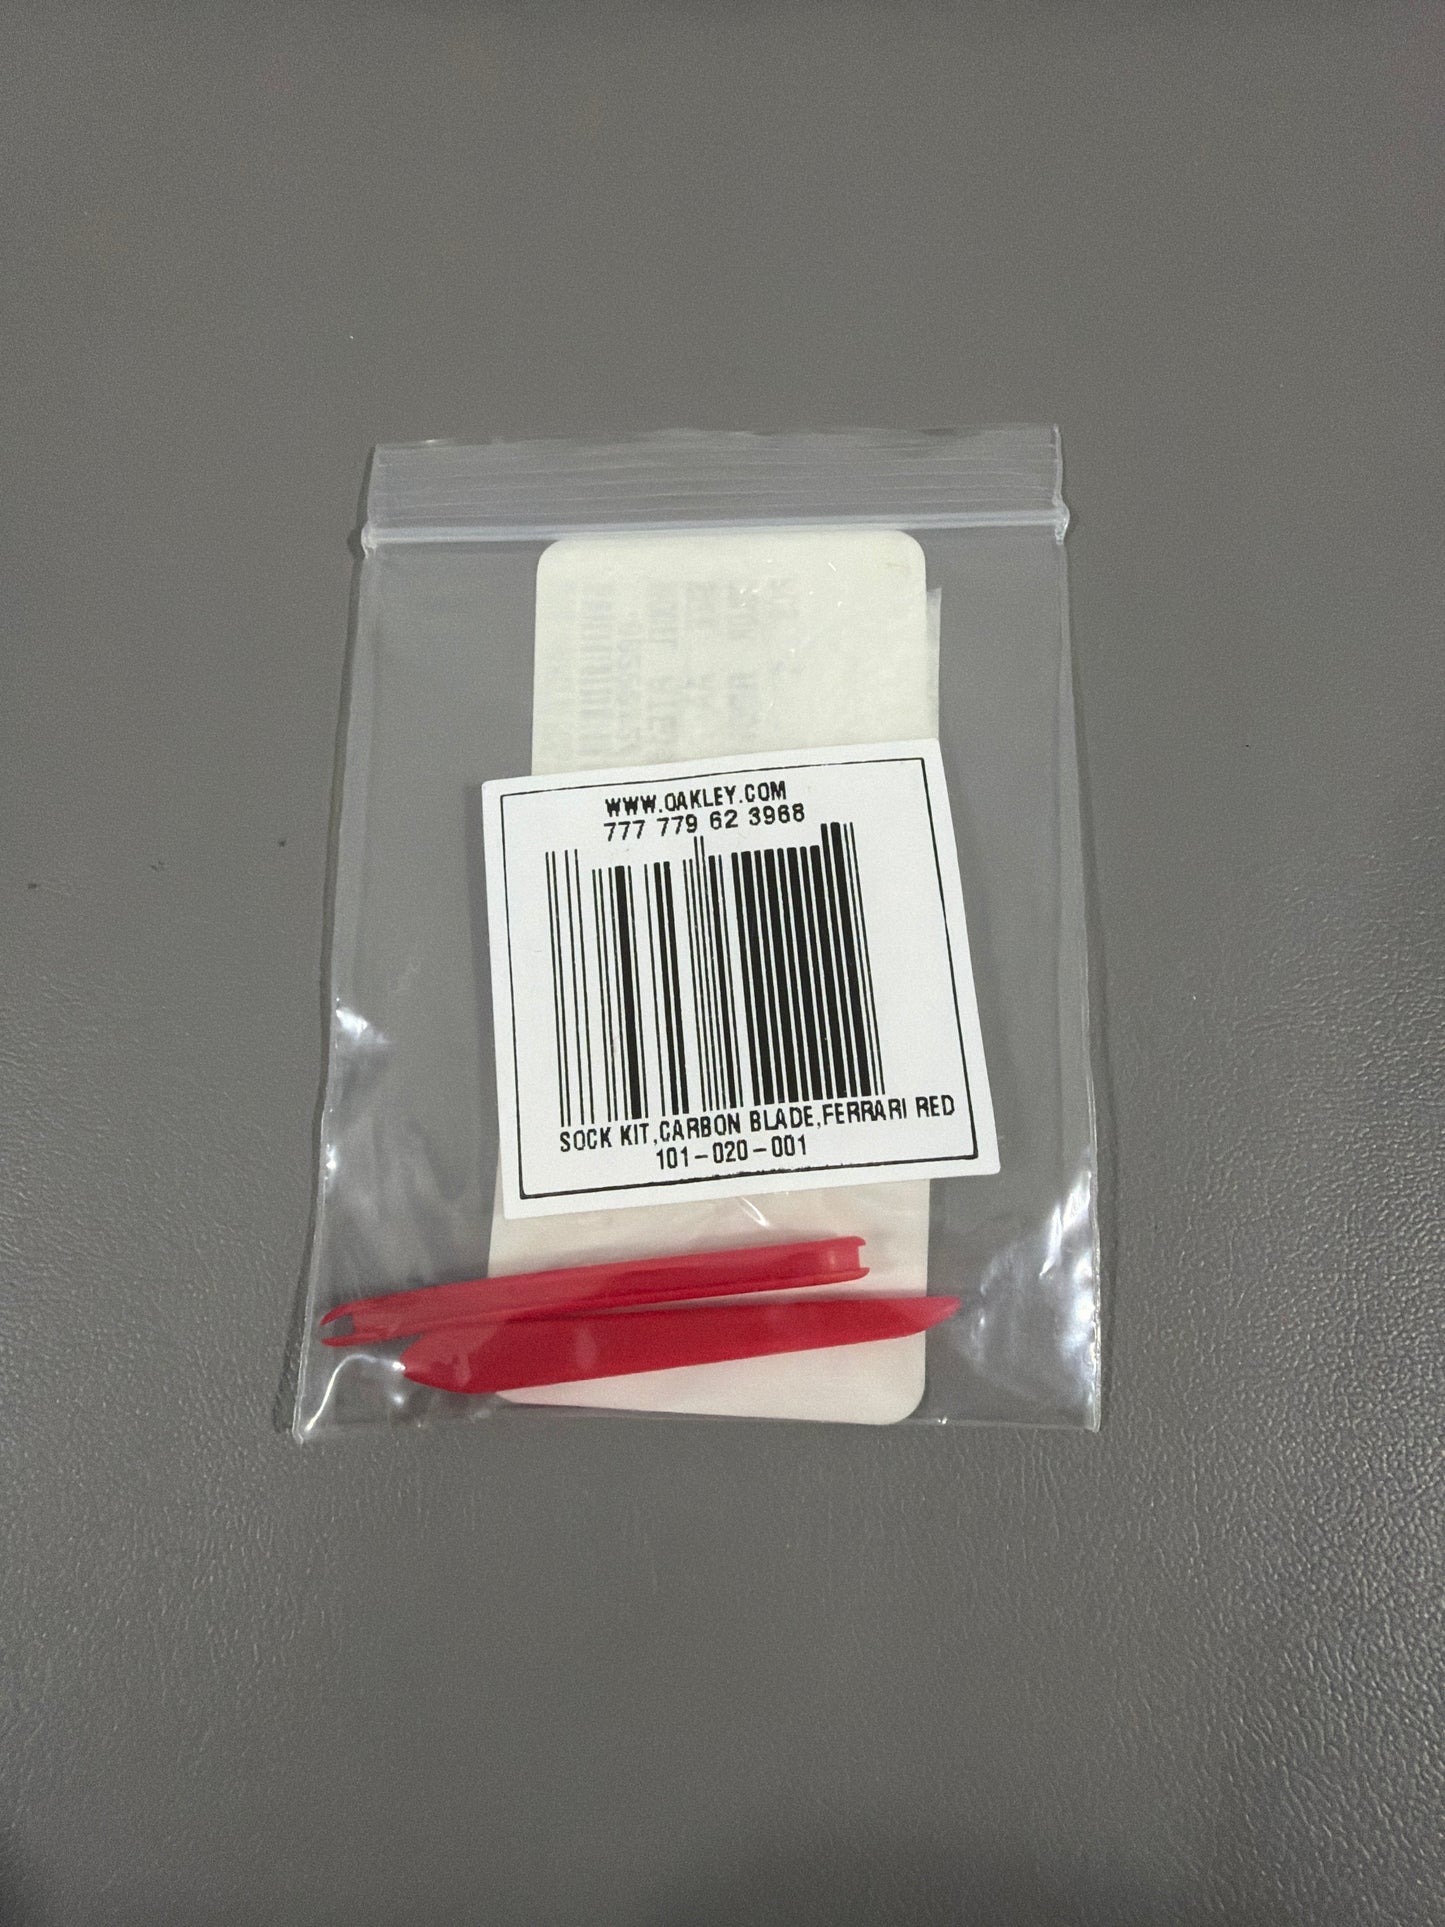 WWW.OAKLEY.COM
777 779 62 3968
SOCK KIT,CARBON BLADE,FERRARI RED
101-020-001